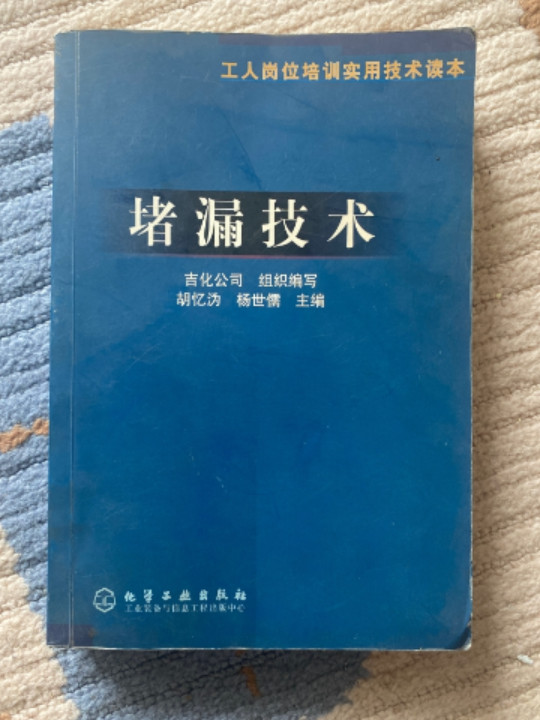 工人岗位培训实用技术读本
堵漏技术
吉化公司 组织编写
胡忆沩 杨世儒 主编
化学工业出版社
工业装备与信息工程出版中心